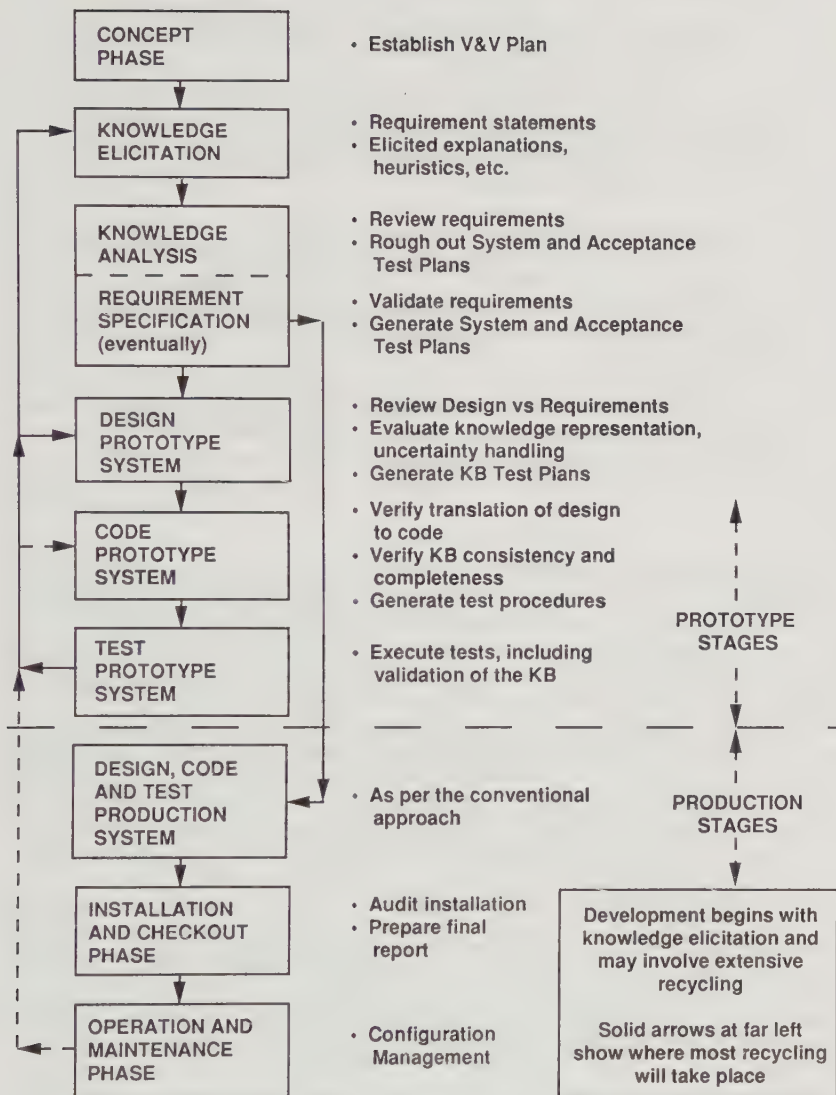 CONCEPT
PHASE
• Establish V&V Plan
KNOWLEDGE
ELICITATION
• Requirement statements
• Elicited explanations,
heuristics, etc.
KNOWLEDGE
ANALYSIS
• Review requirements
• Rough out System and Acceptance
Test Plans
REQUIREMENT
SPECIFICATION
(eventually)
• Validate requirements
• Generate System and Acceptance
Test Plans
DESIGN
PROTOTYPE
SYSTEM
• Review Design vs Requirements
• Evaluate knowledge representation,
uncertainty handling
• Generate KB Test Plans
CODE
PROTOTYPE
SYSTEM
• Verify translation of design
to code
• Verify KB consistency and
completeness
• Generate test procedures
TEST
PROTOTYPE
SYSTEM
• Execute tests, including
validation of the KB
PROTOTYPE
STAGES
DESIGN, CODE
AND TEST
PRODUCTION
SYSTEM
• As per the conventional
approach
PRODUCTION
STAGES
INSTALLATION
AND CHECKOUT
PHASE
• Audit installation
• Prepare final
report
OPERATION AND
MAINTENANCE
PHASE
• Configuration
Management
Development begins with
knowledge elicitation and
may involve extensive
recycling
Solid arrows at far left
show where most recycling
will take place